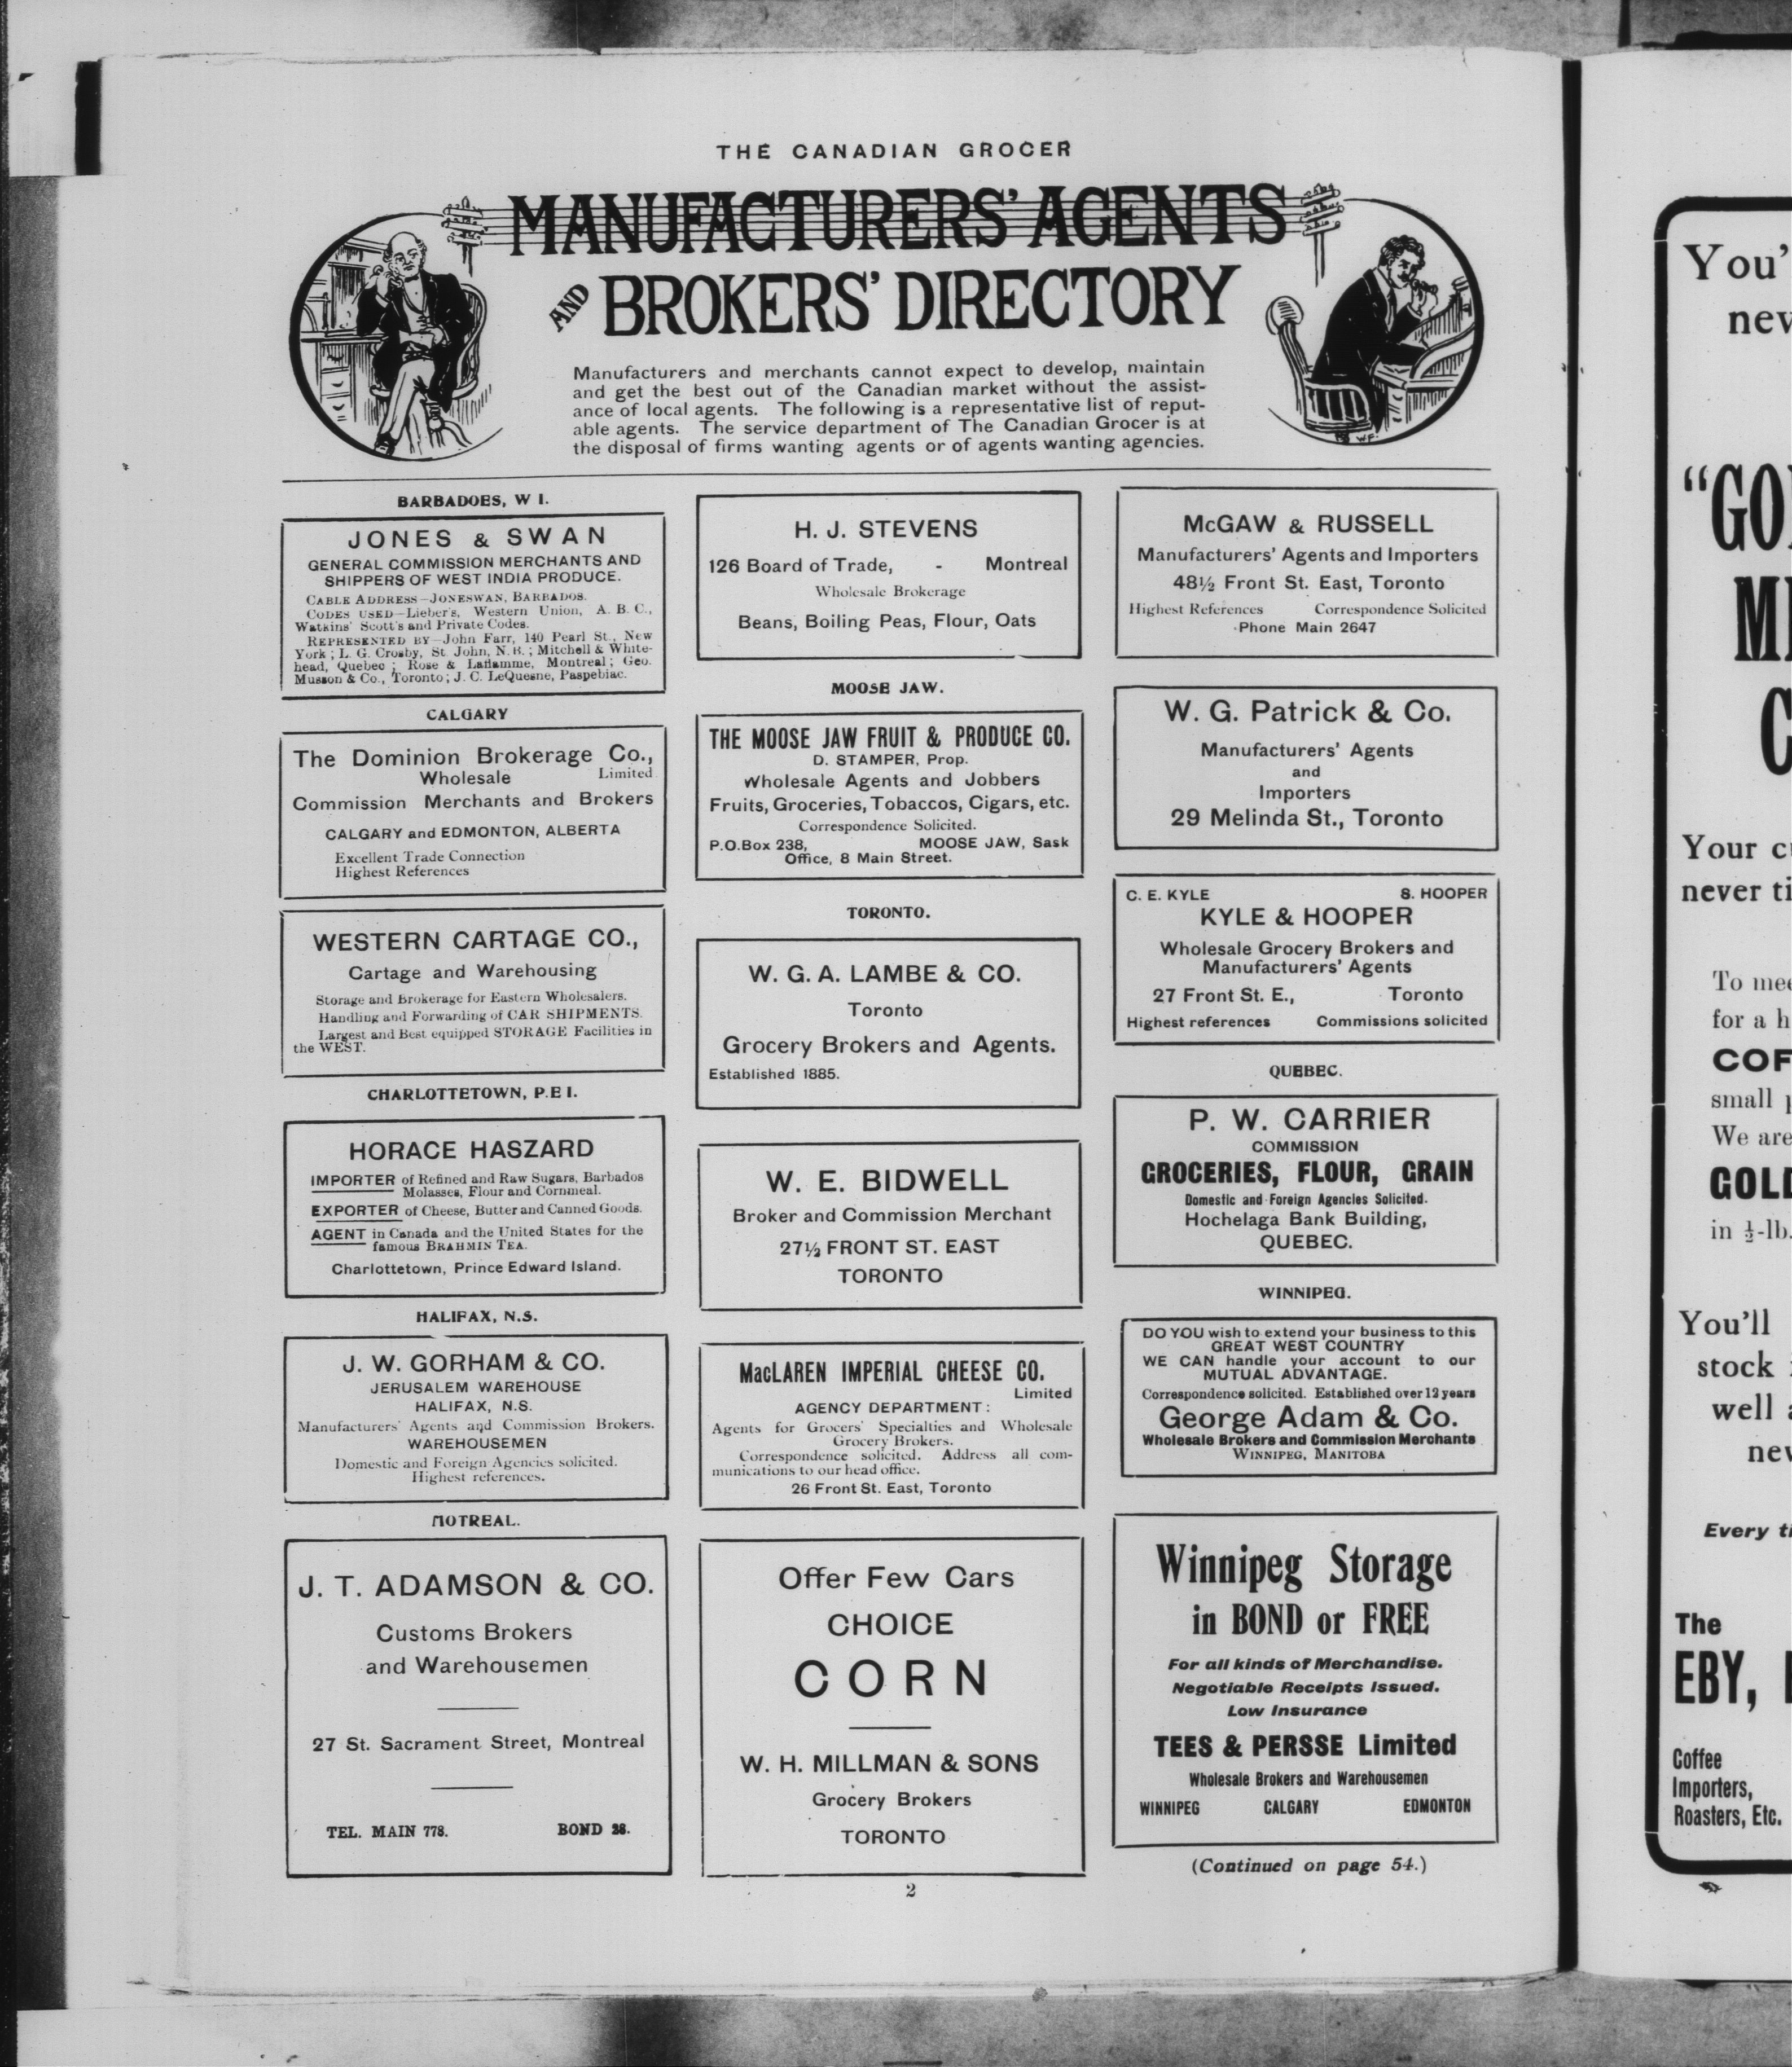 THE CANADIAN GROCER
MANUFACTURERS' AGENTS
AND BROKERS' DIRECTORY
Manufacturers and merchants cannot expect to develop, maintain
and get the best out of the Canadian market without the assist-
ance of local agents. The following is a representative list of reput-
able agents. The service department of The Canadian Grocer is at
the disposal of firms wanting agents or of agents wanting agencies.
BARBADOES, W I.
JONES & SWAN
GENERAL COMMISSION MERCHANTS AND
SHIPPERS OF WEST INDIA PRODUCE.
CABLE ADDRESS—JONESWAN, BARBADOS.
CODES USED—Lieber's, Western Union, A. B. C.,
Watkins' Scott's and Private Codes.
REPRESENTED BY—John Farr, 140 Pearl St., New
York; L. G. Crosby, St John, N. B.; Mitchell & White-
head, Quebec; Rose & Laflamme, Montreal; Geo.
Musson & Co., Toronto; J. C. LeQuesne, Paspebiac.
CALGARY
The Dominion Brokerage Co.,
Wholesale Limited
Commission Merchants and Brokers
CALGARY and EDMONTON, ALBERTA
Excellent Trade Connection
Highest References
WESTERN CARTAGE CO.,
Cartage and Warehousing
Storage and Brokerage for Eastern Wholesalers.
Handling and Forwarding of CAR SHIPMENTS.
Largest and Best equipped STORAGE Facilities in
the WEST.
CHARLOTTETOWN, P.E I.
HORACE HASZARD
IMPORTER of Refined and Raw Sugars, Barbados
Molasses, Flour and Cornmeal.
EXPORTER of Cheese, Butter and Canned Goods.
AGENT in Canada and the United States for the
famous BRAHMIN TEA.
Charlottetown, Prince Edward Island.
HALIFAX, N.S.
J. W. GORHAM & CO.
JERUSALEM WAREHOUSE
HALIFAX, N.S.
Manufacturers' Agents and Commission Brokers.
WAREHOUSEMEN
Domestic and Foreign Agencies solicited.
Highest references.
MOTREAL.
J. T. ADAMSON & CO.
Customs Brokers
and Warehousemen
27 St. Sacrament Street, Montreal
TEL. MAIN 778. BOND 28.
H. J. STEVENS
126 Board of Trade, - Montreal
Wholesale Brokerage
Beans, Boiling Peas, Flour, Oats
MOOSE JAW.
THE MOOSE JAW FRUIT & PRODUCE CO.
D. STAMPER, Prop.
Wholesale Agents and Jobbers
Fruits, Groceries, Tobaccos, Cigars, etc.
Correspondence Solicited.
P.O.Box 238, MOOSE JAW, Sask
Office, 8 Main Street.
TORONTO.
W. G. A. LAMBE & CO.
Toronto
Grocery Brokers and Agents.
Established 1885.
W. E. BIDWELL
Broker and Commission Merchant
27½ FRONT ST. EAST
TORONTO
MacLAREN IMPERIAL CHEESE CO.
Limited
AGENCY DEPARTMENT:
Agents for Grocers' Specialties and Wholesale
Grocery Brokers.
Correspondence solicited. Address all com-
munications to our head office.
26 Front St. East, Toronto
Offer Few Cars
CHOICE
CORN
W. H. MILLMAN & SONS
Grocery Brokers
TORONTO
McGAW & RUSSELL
Manufacturers' Agents and Importers
48½ Front St. East, Toronto
Highest References Correspondence Solicited
Phone Main 2647
W. G. Patrick & Co.
Manufacturers' Agents
and
Importers
29 Melinda St., Toronto
C. E. KYLE S. HOOPER
KYLE & HOOPER
Wholesale Grocery Brokers and
Manufacturers' Agents
27 Front St. E., Toronto
Highest references Commissions solicited
QUEBEC.
P. W. CARRIER
COMMISSION
GROCERIES, FLOUR, GRAIN
Domestic and Foreign Agencies Solicited.
Hochelaga Bank Building,
QUEBEC.
WINNIPEG.
DO YOU wish to extend your business to this
GREAT WEST COUNTRY
WE CAN handle your account to our
MUTUAL ADVANTAGE.
Correspondence solicited. Established over 12 years
George Adam & Co.
Wholesale Brokers and Commission Merchants
WINNIPEG, MANITOBA
Winnipeg Storage
in BOND or FREE
For all kinds of Merchandise.
Negotiable Receipts Issued.
Low Insurance
TEES & PERSSE Limited
Wholesale Brokers and Warehousemen
WINNIPEG CALGARY EDMONTON
(Continued on page 54.)
2
You'
nev
"GO
Your
never
To
for a
small
We are
GOLD
in ½-lb.
You'll
stock
well
nev
Every
The
EBY,
Coffee
Importers,
Roasters, Etc.